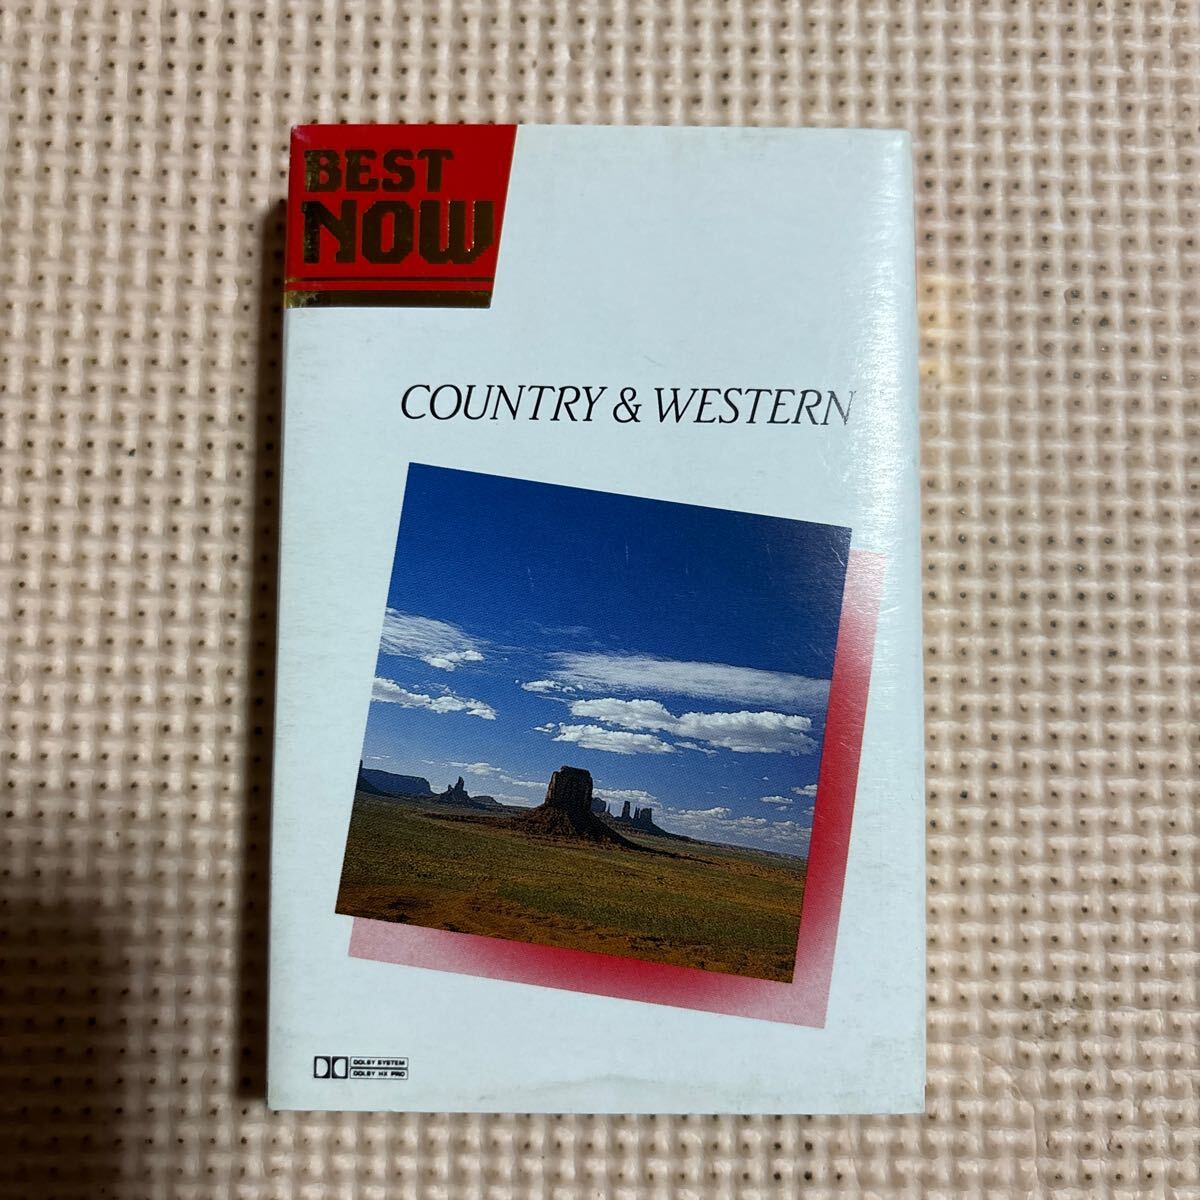 BEST
NOW
COUNTRY & WESTERN
DOLBY SYSTEM
DOLBY HX PRO